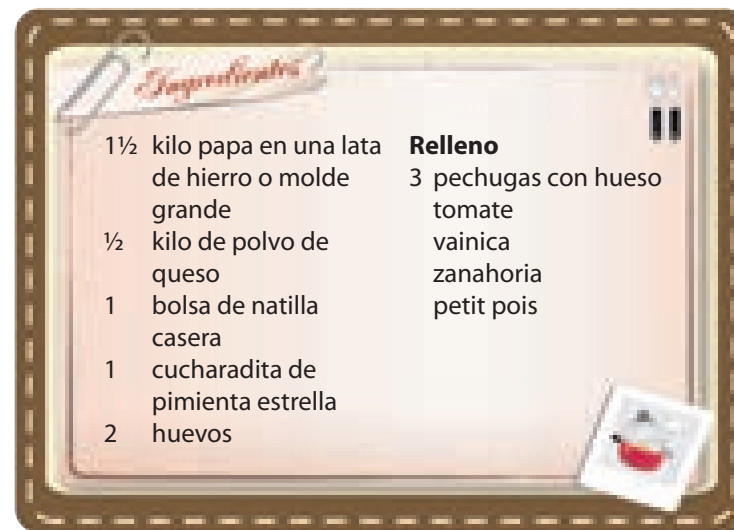 Ingredientes
1½ kilo papa en una lata
de hierro o molde
grande
½ kilo de polvo de
queso
1 bolsa de natilla
casera
1 cucharadita de
pimienta estrella
2 huevos
Relleno
3 pechugas con hueso
tomate
vainica
zanahoria
petit pois